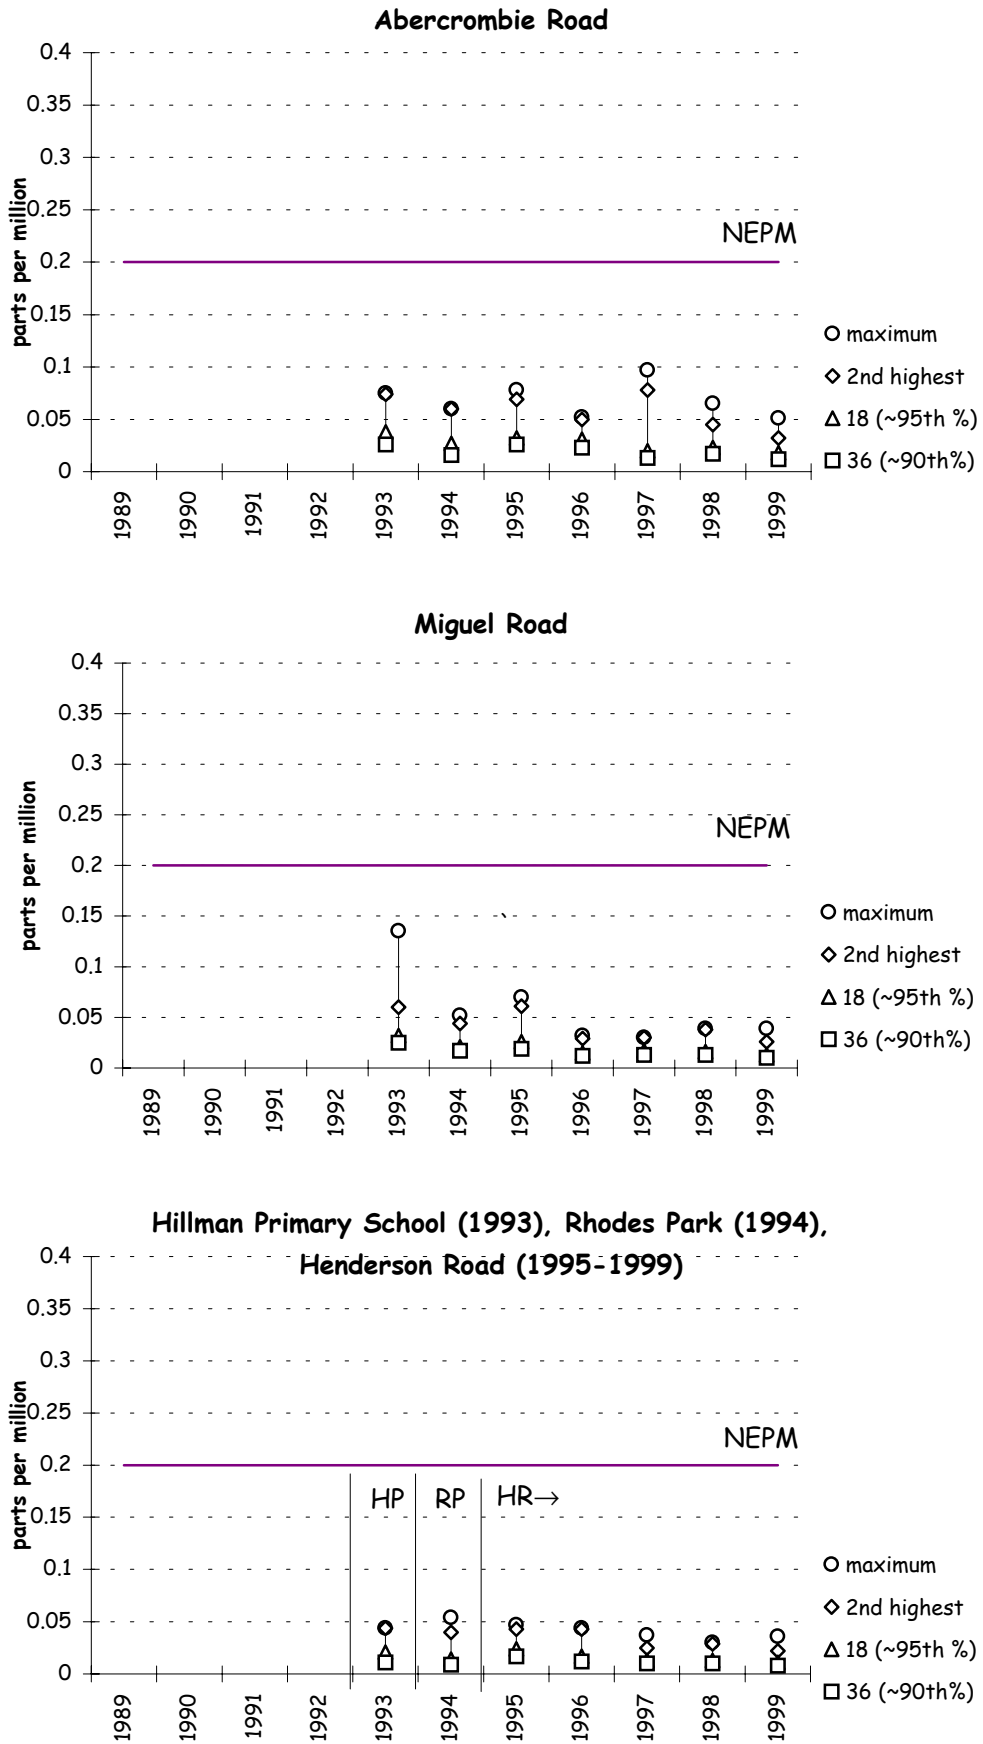 Abercrombie Road
0.4
0.35
0.3
0.25
0.2
0.15
0.1
0.05
0
parts per million
NEPM
maximum
2nd highest
18 (~95th %)
36 (~90th%)
1989 1990 1991 1992 1993 1994 1995 1996 1997 1998 1999
Miguel Road
0.4
0.35
0.3
0.25
0.2
0.15
0.1
0.05
0
parts per million
NEPM
maximum
2nd highest
18 (~95th %)
36 (~90th%)
1989 1990 1991 1992 1993 1994 1995 1996 1997 1998 1999
Hillman Primary School (1993), Rhodes Park (1994),
Henderson Road (1995-1999)
0.4
0.35
0.3
0.25
0.2
0.15
0.1
0.05
0
parts per million
NEPM
HP RP HR→
maximum
2nd highest
18 (~95th %)
36 (~90th%)
1989 1990 1991 1992 1993 1994 1995 1996 1997 1998 1999